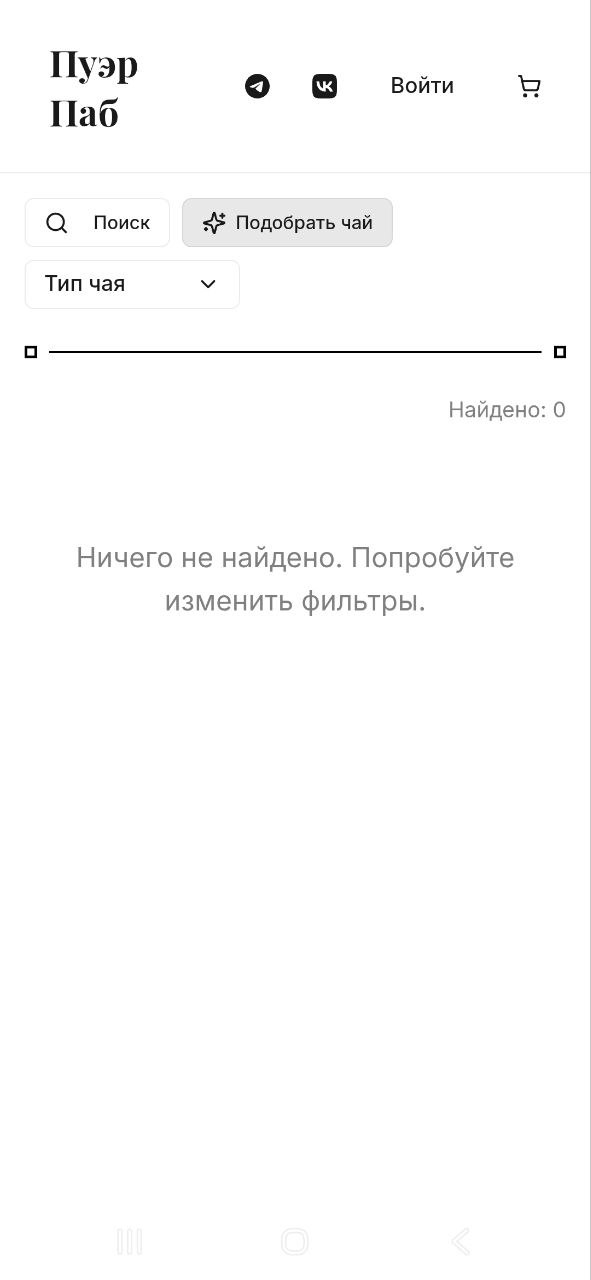 Пуэр
Паб
Войти
Поиск
Подобрать чай
Тип чая
Найдено: 0
Ничего не найдено. Попробуйте
изменить фильтры.